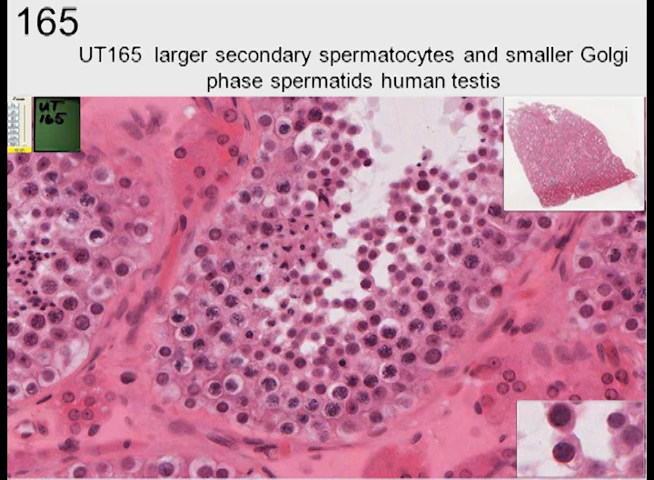 165
UT165 larger secondary spermatocytes and smaller Golgi
phase spermatids human testis
UT
165